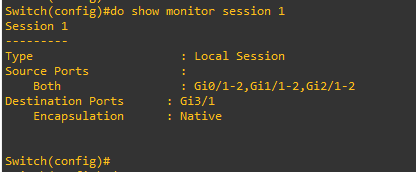 Switch(config)#do show monitor session 1
Session 1
---------
Type                   : Local Session
Source Ports           :
    Both               : Gi0/1-2,Gi1/1-2,Gi2/1-2
Destination Ports      : Gi3/1
    Encapsulation      : Native
Switch(config)#